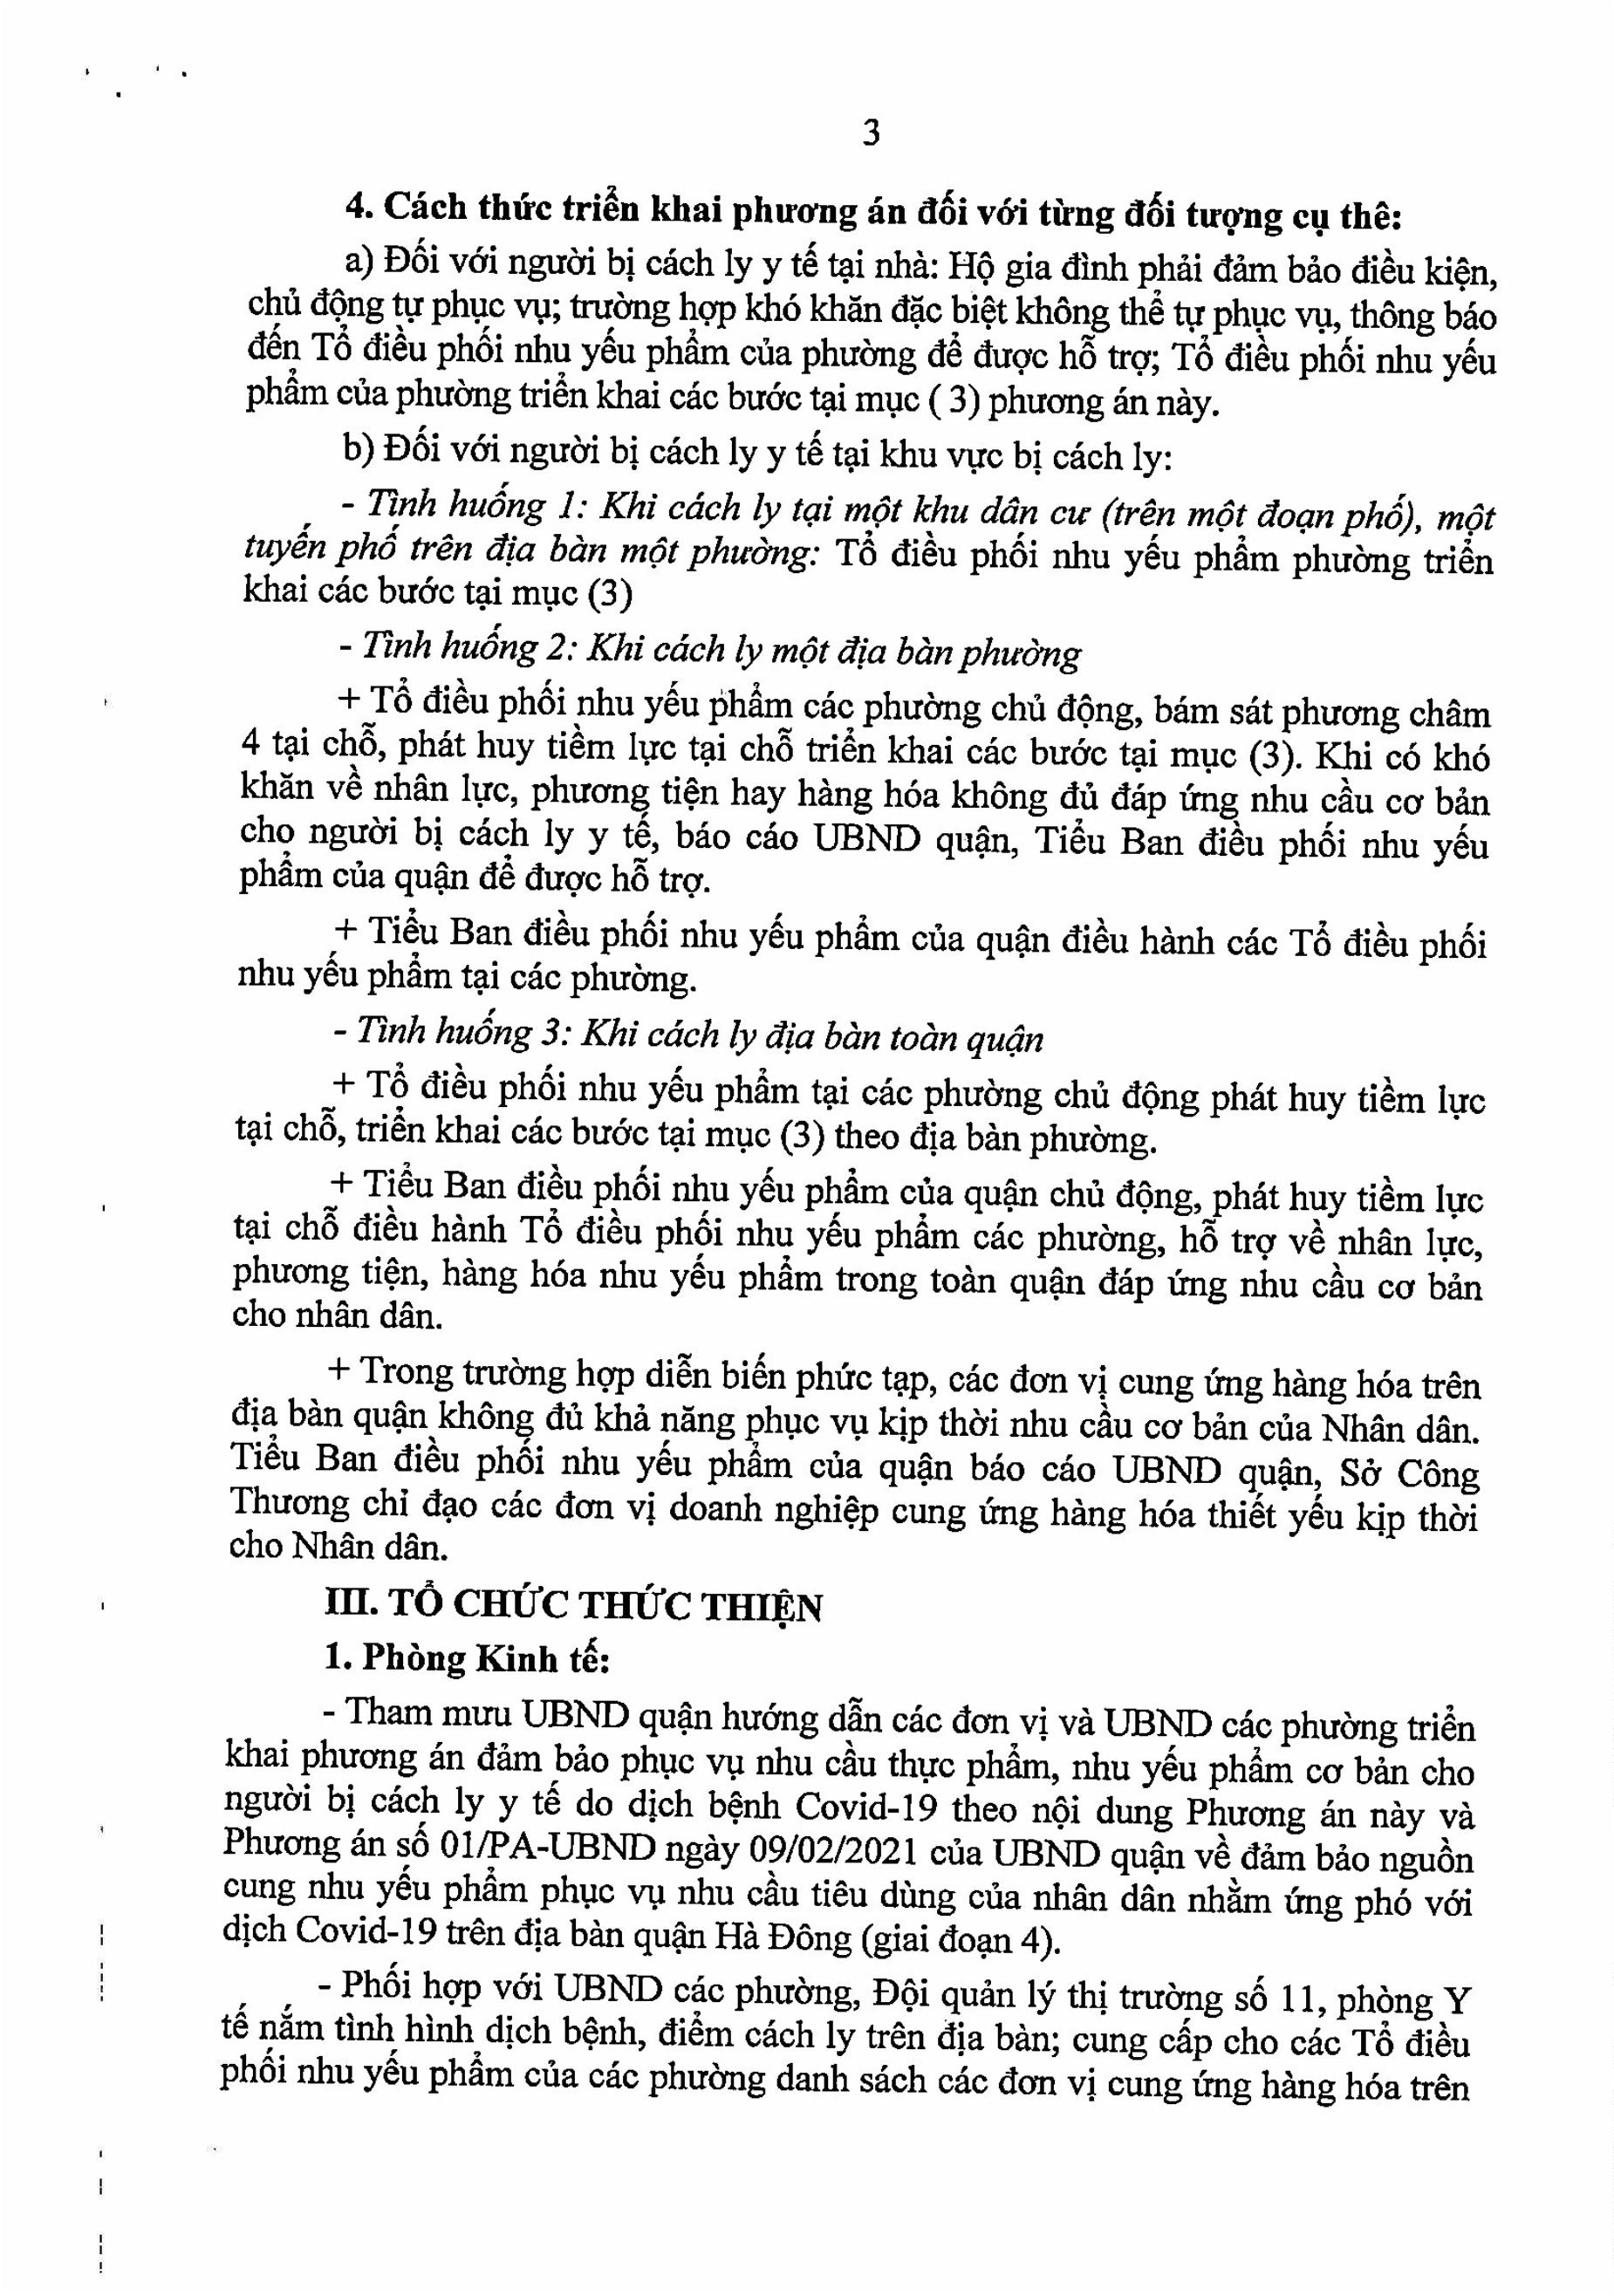 3
4. Cách thức triển khai phương án đối với từng đối tượng cụ thê:
a) Đối với người bị cách ly y tế tại nhà: Hộ gia đình phải đảm bảo điều kiện,
chủ động tự phục vụ; trường hợp khó khăn đặc biệt không thể tự phục vụ, thông báo
đến Tổ điều phối nhu yếu phẩm của phường để được hỗ trợ; Tổ điều phối nhu yếu
phẩm của phường triển khai các bước tại mục ( 3) phương án này.
b) Đối với người bị cách ly y tế tại khu vực bị cách ly:
- Tình huống 1: Khi cách ly tại một khu dân cư (trên một đoạn phố), một
tuyến phố trên địa bàn một phường: Tổ điều phối nhu yếu phẩm phường triển
khai các bước tại mục (3)
- Tình huống 2: Khi cách ly một địa bàn phường
+ Tổ điều phối nhu yếu phẩm các phường chủ động, bám sát phương châm
4 tại chỗ, phát huy tiềm lực tại chỗ triển khai các bước tại mục (3). Khi có khó
khăn về nhân lực, phương tiện hay hàng hóa không đủ đáp ứng nhu cầu cơ bản
cho người bị cách ly y tế, báo cáo UBND quận, Tiểu Ban điều phối nhu yếu
phẩm của quận để được hỗ trợ.
+ Tiểu Ban điều phối nhu yếu phẩm của quận điều hành các Tổ điều phối
nhu yếu phẩm tại các phường.
- Tình huống 3: Khi cách ly địa bàn toàn quận
+ Tổ điều phối nhu yếu phẩm tại các phường chủ động phát huy tiềm lực
tại chỗ, triển khai các bước tại mục (3) theo địa bàn phường.
+ Tiểu Ban điều phối nhu yếu phẩm của quận chủ động, phát huy tiềm lực
tại chỗ điều hành Tổ điều phối nhu yếu phẩm các phường, hỗ trợ về nhân lực,
phương tiện, hàng hóa nhu yếu phẩm trong toàn quận đáp ứng nhu cầu cơ bản
cho nhân dân.
+ Trong trường hợp diễn biến phức tạp, các đơn vị cung ứng hàng hóa trên
địa bàn quận không đủ khả năng phục vụ kịp thời nhu cầu cơ bản của Nhân dân.
Tiểu Ban điều phối nhu yếu phẩm của quận báo cáo UBND quận, Sở Công
Thương chỉ đạo các đơn vị doanh nghiệp cung ứng hàng hóa thiết yếu kịp thời
cho Nhân dân.
III. TỔ CHỨC THỨC THIỆN
1. Phòng Kinh tế:
- Tham mưu UBND quận hướng dẫn các đơn vị và UBND các phường triển
khai phương án đảm bảo phục vụ nhu cầu thực phẩm, nhu yếu phẩm cơ bản cho
người bị cách ly y tế do dịch bệnh Covid-19 theo nội dung Phương án này và
Phương án số 01/PA-UBND ngày 09/02/2021 của UBND quận về đảm bảo nguồn
cung nhu yếu phẩm phục vụ nhu cầu tiêu dùng của nhân dân nhằm ứng phó với
dịch Covid-19 trên địa bàn quận Hà Đông (giai đoạn 4).
- Phối hợp với UBND các phường, Đội quản lý thị trường số 11, phòng Y
tế nắm tình hình dịch bệnh, điểm cách ly trên địa bàn; cung cấp cho các Tổ điều
phối nhu yếu phẩm của các phường danh sách các đơn vị cung ứng hàng hóa trên